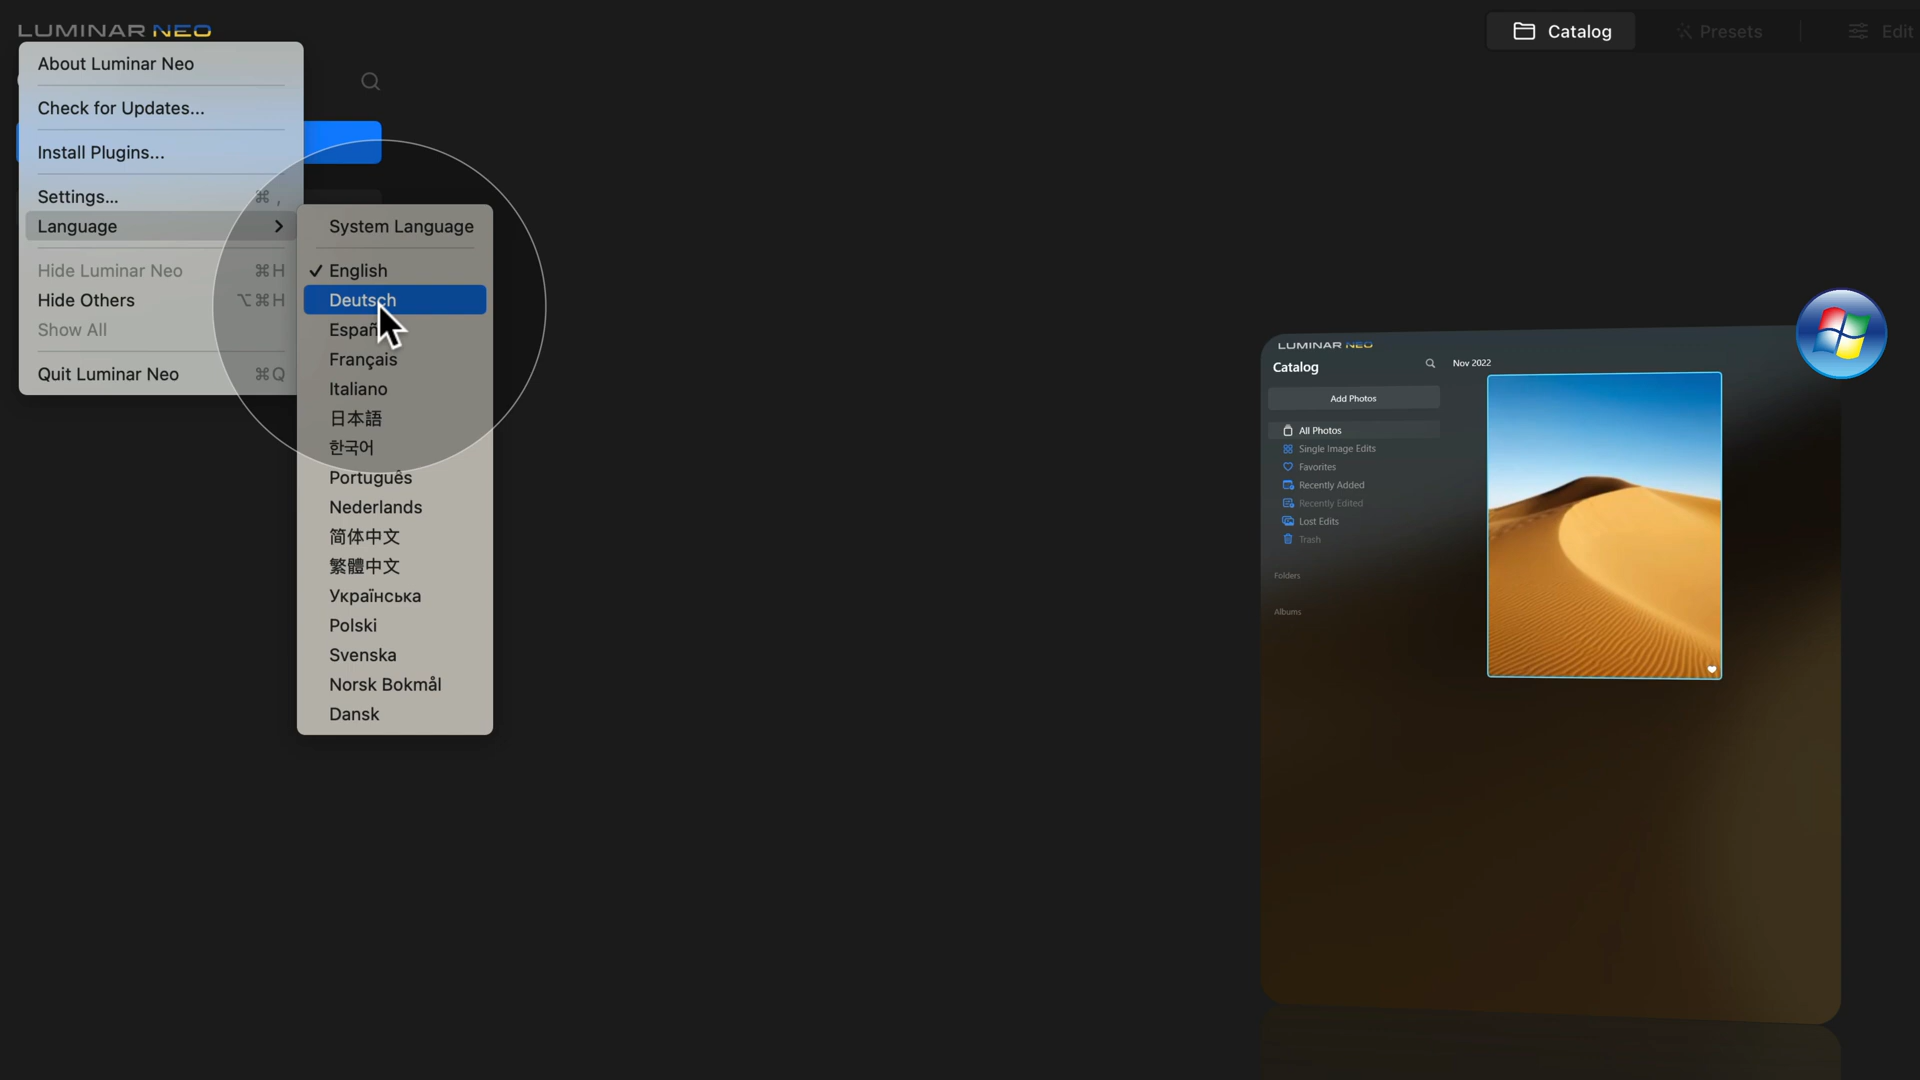 LUMINAR NEO
Catalog
Presets
Edit
About Luminar Neo
Check for Updates...
Install Plugins...
Settings... ⌘ ,
Language
Hide Luminar Neo ⌘H
Hide Others ⌥⌘H
Show All
Quit Luminar Neo ⌘Q
System Language
✓ English
Deutsch
Français
Italiano
日本語
한국어
Português
Nederlands
简体中文
繁體中文
Українська
Polski
Svenska
Norsk Bokmål
Dansk
LUMINAR NEO
Catalog
Nov 2022
Add Photos
All Photos
Single Image Edits
Favorites
Recently Added
Recently Edited
Lost Edits
Trash
Folders
Albums